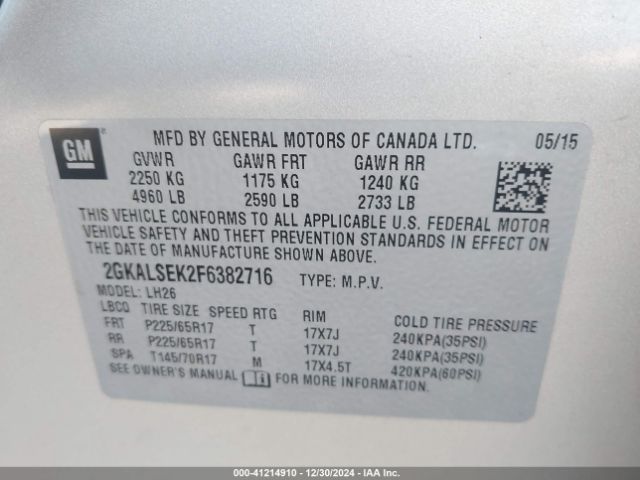 GM
MFD BY GENERAL MOTORS OF CANADA LTD. 05/15
GVWR GAWR FRT GAWR RR
2250 KG 1175 KG 1240 KG
4960 LB 2590 LB 2733 LB
THIS VEHICLE CONFORMS TO ALL APPLICABLE U.S. FEDERAL MOTOR
VEHICLE SAFETY AND THEFT PREVENTION STANDARDS IN EFFECT ON
THE DATE OF MANUFACTURE SHOWN ABOVE.
2GKALSEK2F6382716 TYPE: M.P.V.
MODEL: LH26
LBCQ TIRE SIZE SPEED RTG RIM COLD TIRE PRESSURE
FRT P225/65R17 T 17X7J 240KPA(35PSI)
RR P225/65R17 T 17X7J 240KPA(35PSI)
SPA T145/70R17 M 17X4.5T 420KPA(60PSI)
SEE OWNER'S MANUAL FOR MORE INFORMATION.
000-41214910 - 12/30/2024 - IAAI.COM